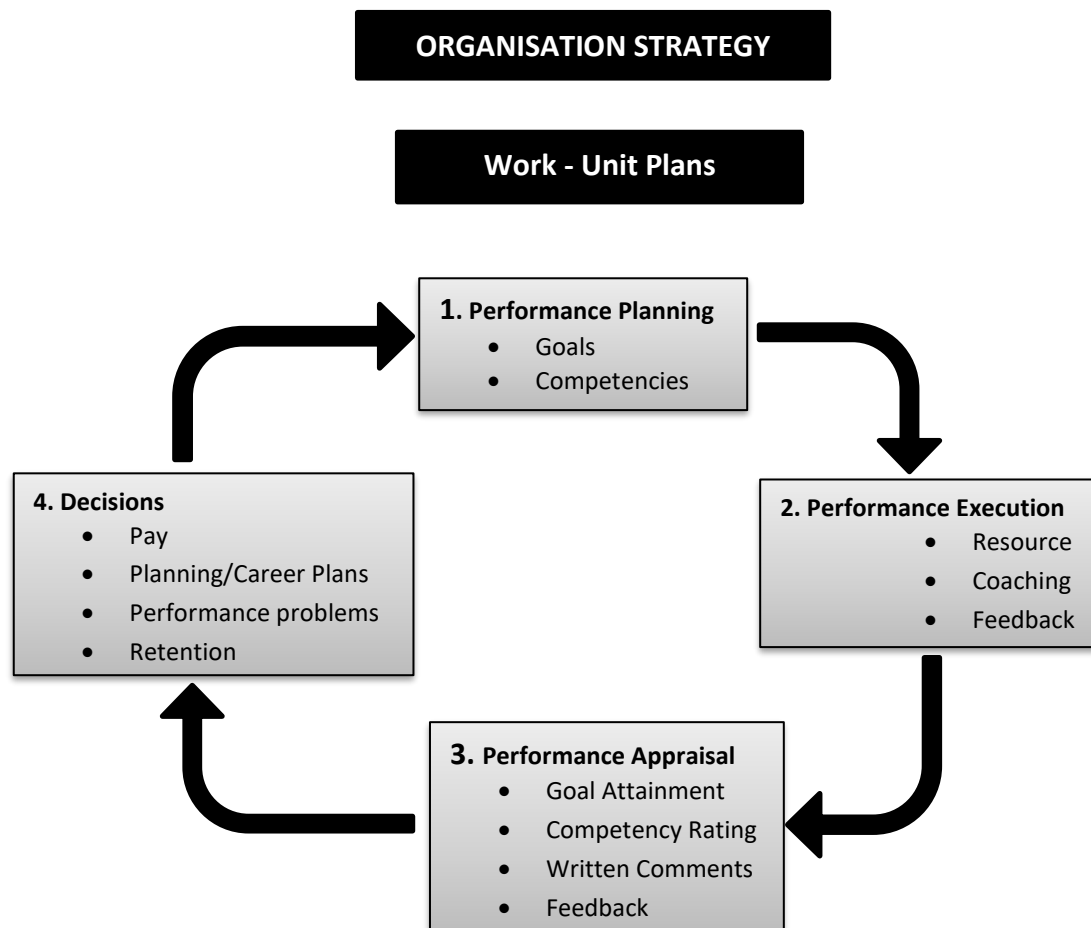 ORGANISATION STRATEGY
Work - Unit Plans
1. Performance Planning
• Goals
• Competencies
2. Performance Execution
• Resource
• Coaching
• Feedback
3. Performance Appraisal
• Goal Attainment
• Competency Rating
• Written Comments
• Feedback
4. Decisions
• Pay
• Planning/Career Plans
• Performance problems
• Retention